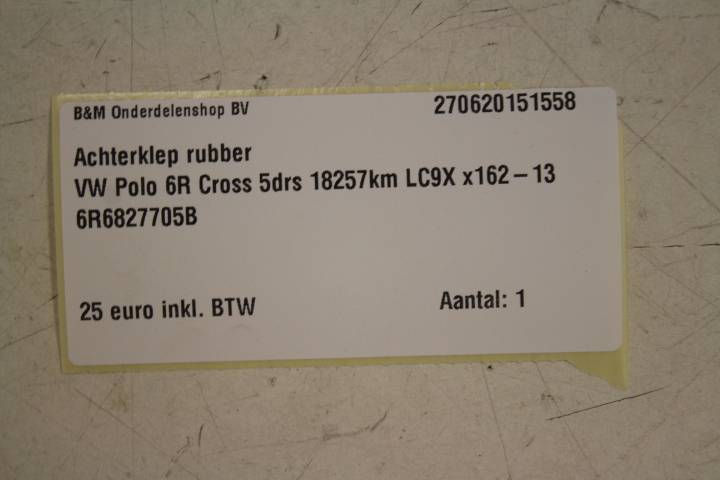 B&M Onderdelenshop BV 270620151558
Achterklep rubber
VW Polo 6R Cross 5drs 18257km LC9X x162-13
6R6827705B
25 euro inkl. BTW Aantal: 1